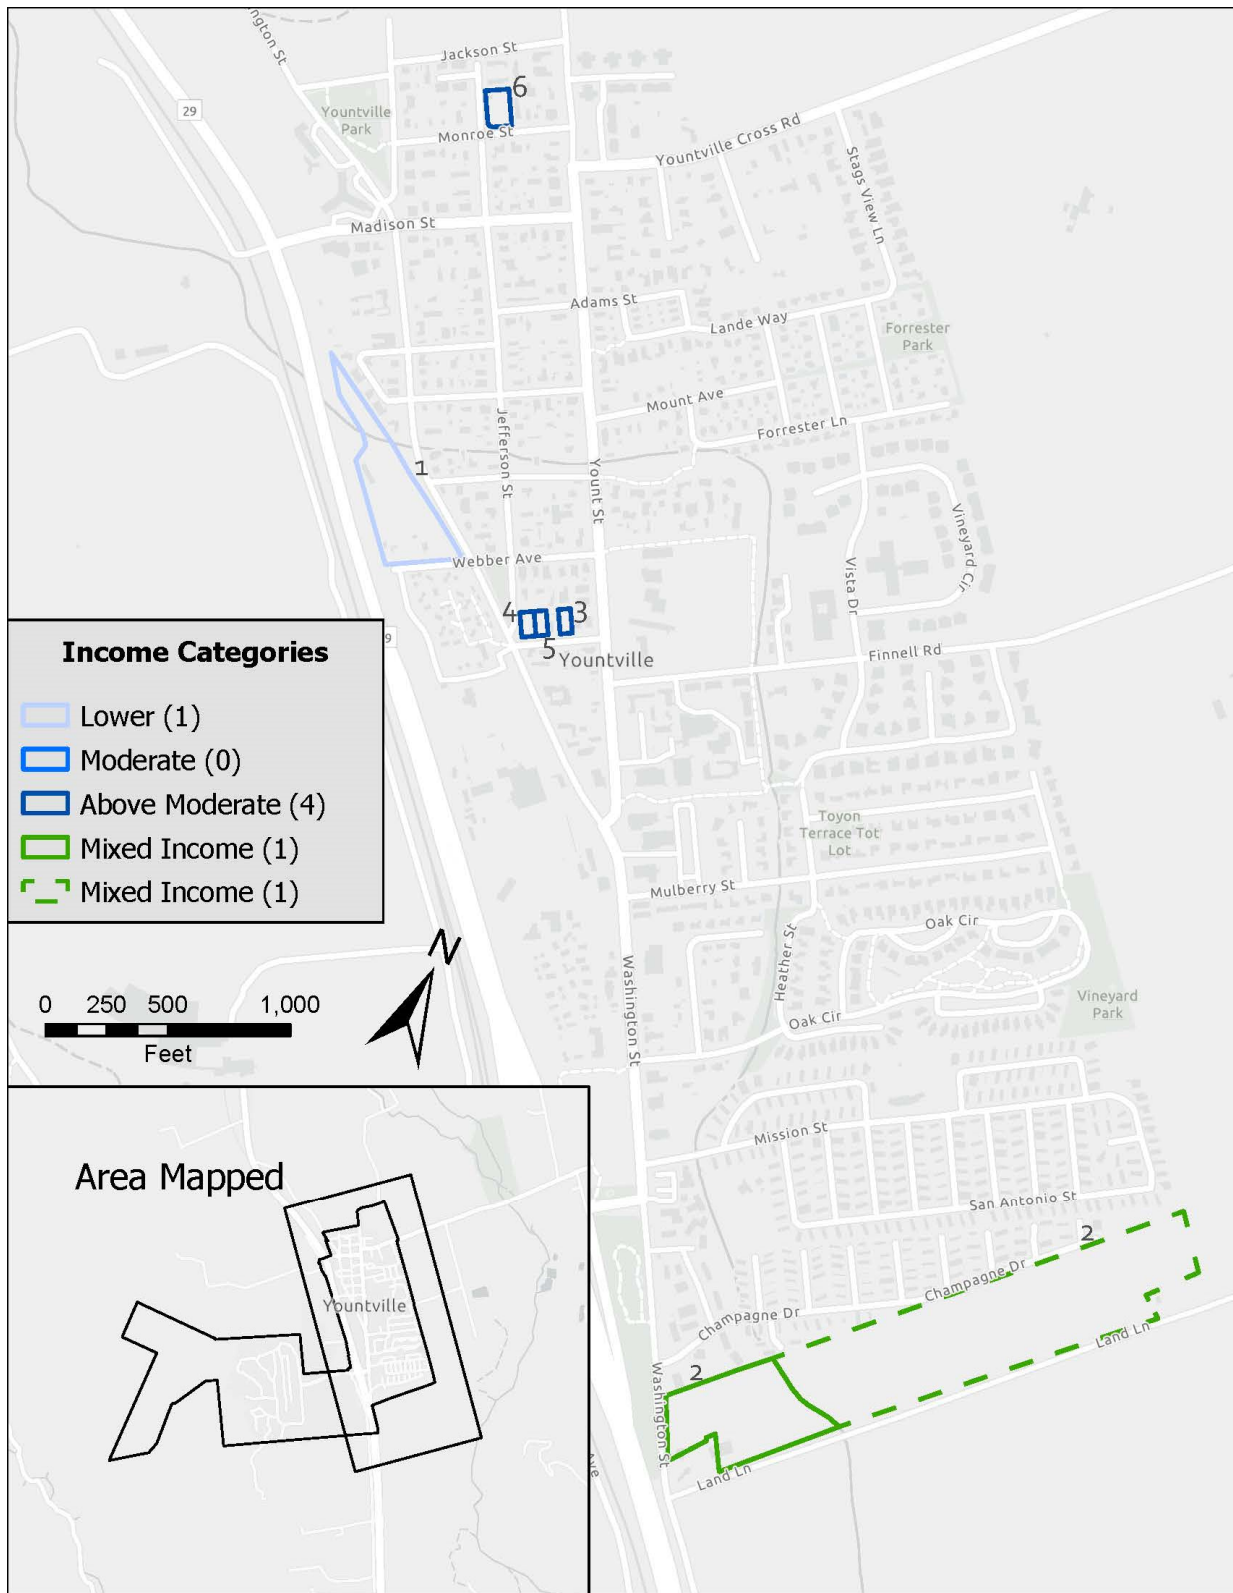 ington St
Jackson St
6
29
Yountville
Park
Monroe St
Yountville Cross Rd
Stags View Ln
Madison St
Adams St
Lande Way
Forrester
Park
Mount Ave
Jefferson St
Forrester Ln
1
Yount St
Vineyard Cir
Webber Ave
Vista Dr
4
3
5
Yountville
9
Finnell Rd
Income Categories
Lower (1)
Moderate (0)
Above Moderate (4)
Mixed Income (1)
Mixed Income (1)
Toyon
Terrace Tot
Lot
Mulberry St
Oak Cir
Heather St
N
Washington St
0 250 500 1,000
Feet
Oak Cir
Vineyard
Park
Mission St
Area Mapped
San Antonio St
2
Champagne Dr
Yountville
Champagne Dr
Land Ln
2
Washington St
Land Ln
Ave